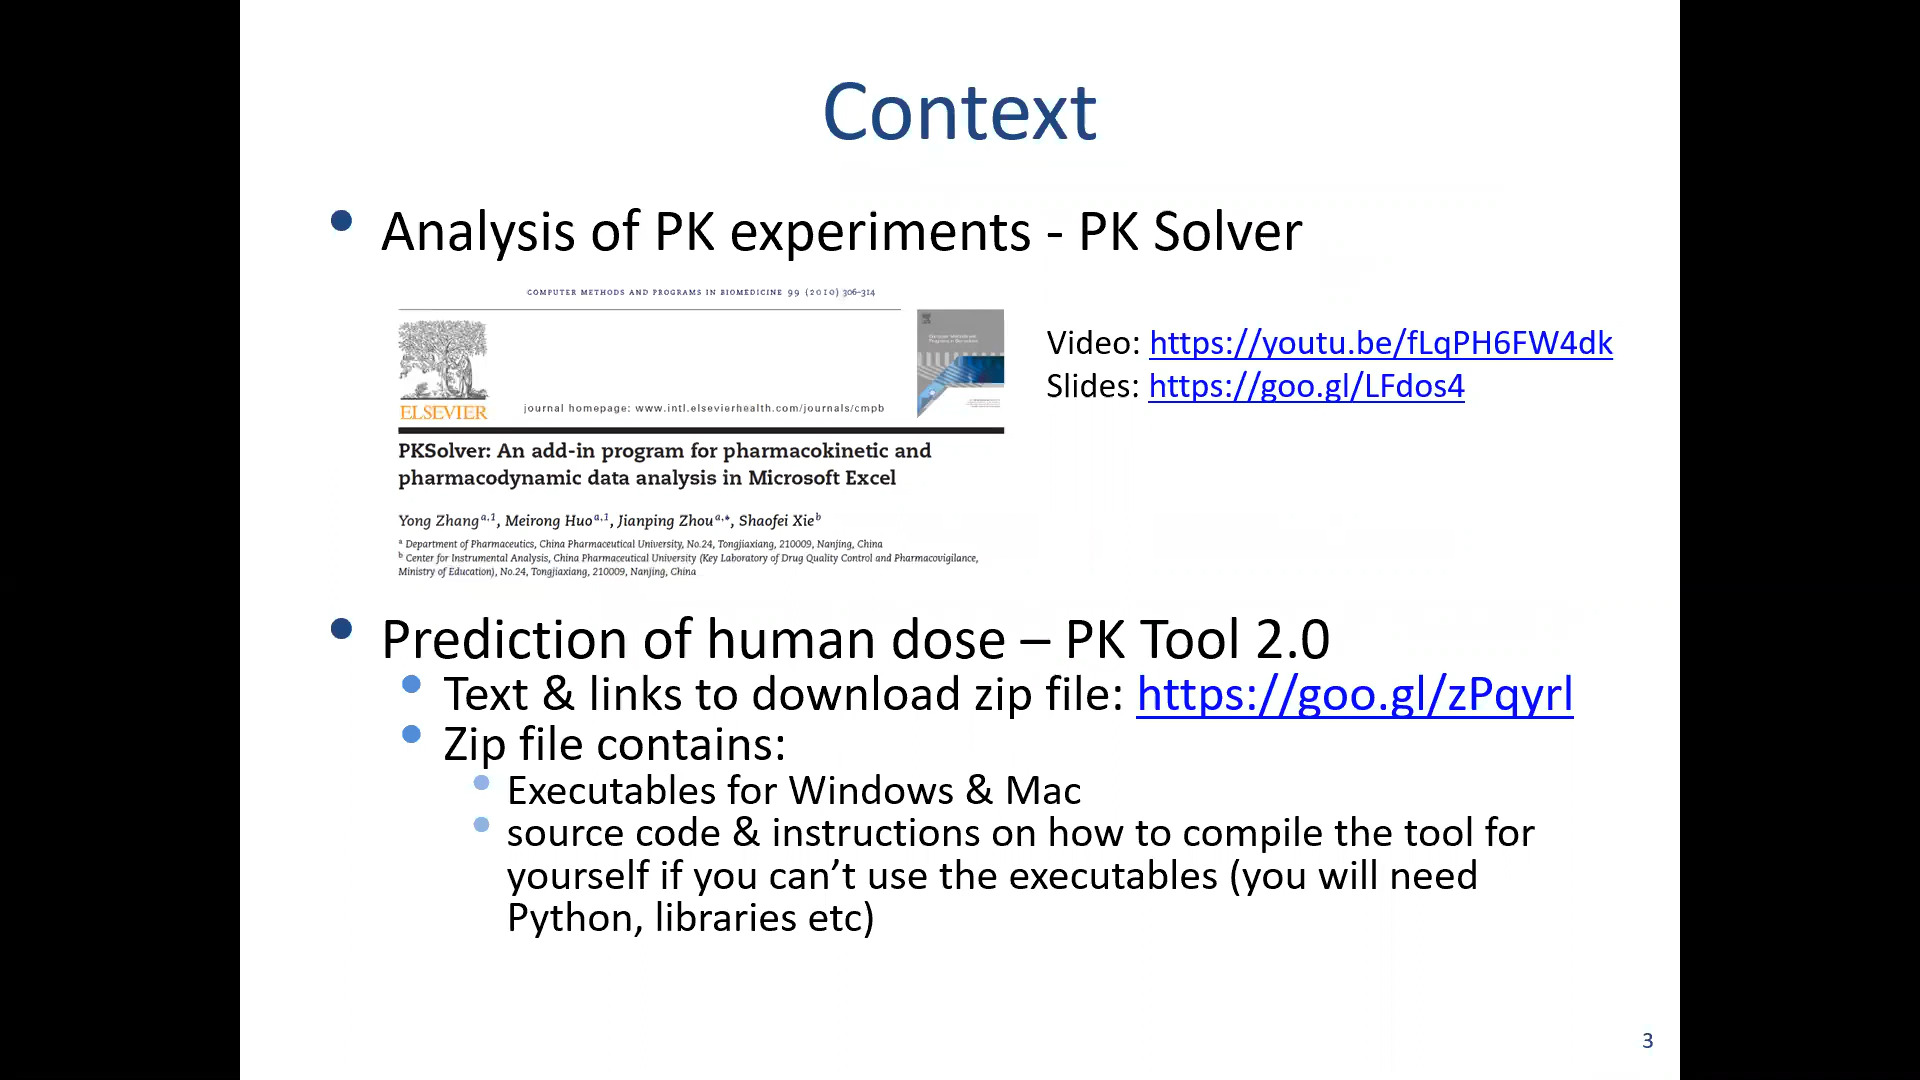 Context
Analysis of PK experiments - PK Solver
COMPUTER METHODS AND PROGRAMS IN BIOMEDICINE 99 (2010) 306–314
ELSEVIER
journal homepage: www.intl.elsevierhealth.com/journals/cmpb
Video: https://youtu.be/fLqPH6FW4dk
Slides: https://goo.gl/LFdos4
PKSolver: An add-in program for pharmacokinetic and
pharmacodynamic data analysis in Microsoft Excel
Yong Zhang a,1, Meirong Huo a,1, Jianping Zhou a,*, Shaofei Xie b
a Department of Pharmaceutics, China Pharmaceutical University, No.24, Tongjiaxiang, 210009, Nanjing, China
b Center for Instrumental Analysis, China Pharmaceutical University (Key Laboratory of Drug Quality Control and Pharmacovigilance,
Ministry of Education), No.24, Tongjiaxiang, 210009, Nanjing, China
Prediction of human dose – PK Tool 2.0
Text & links to download zip file: https://goo.gl/zPqyrl
Zip file contains:
Executables for Windows & Mac
source code & instructions on how to compile the tool for
yourself if you can’t use the executables (you will need
Python, libraries etc)
3